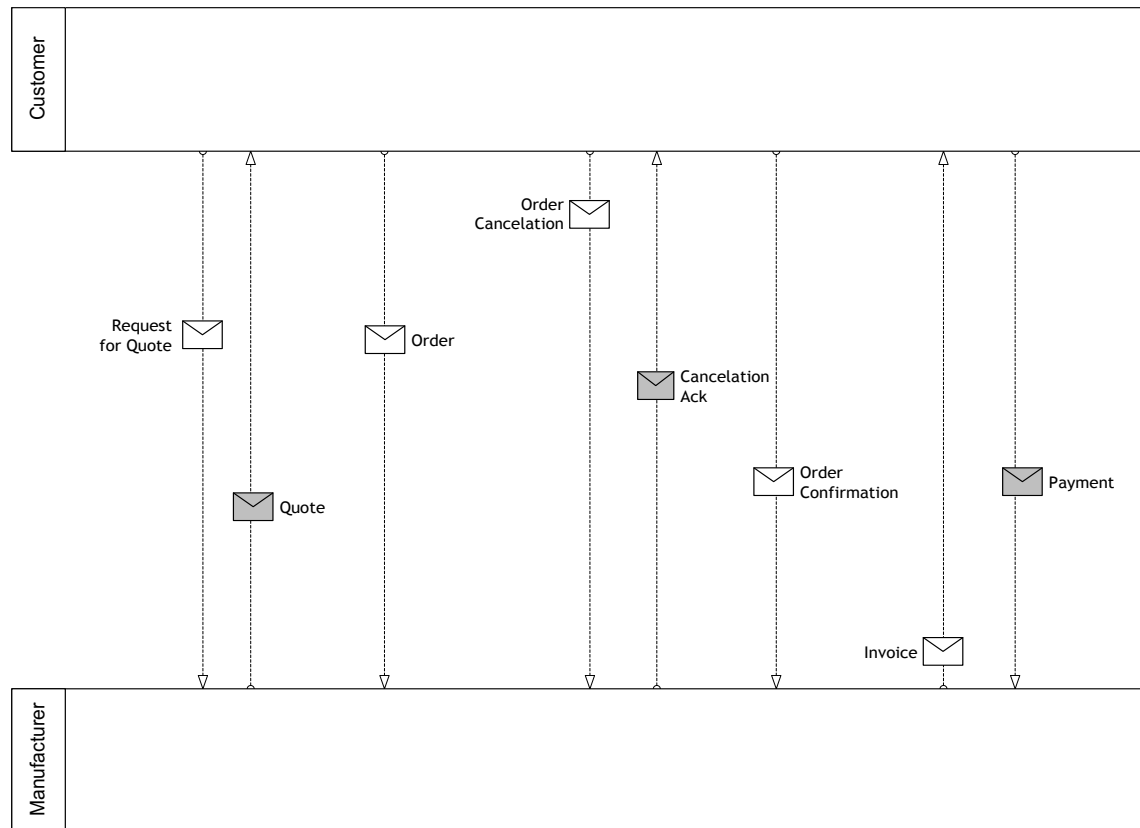 Customer
Order
Cancelation
Request
for Quote
Order
Cancelation
Ack
Order
Confirmation
Payment
Quote
Invoice
Manufacturer